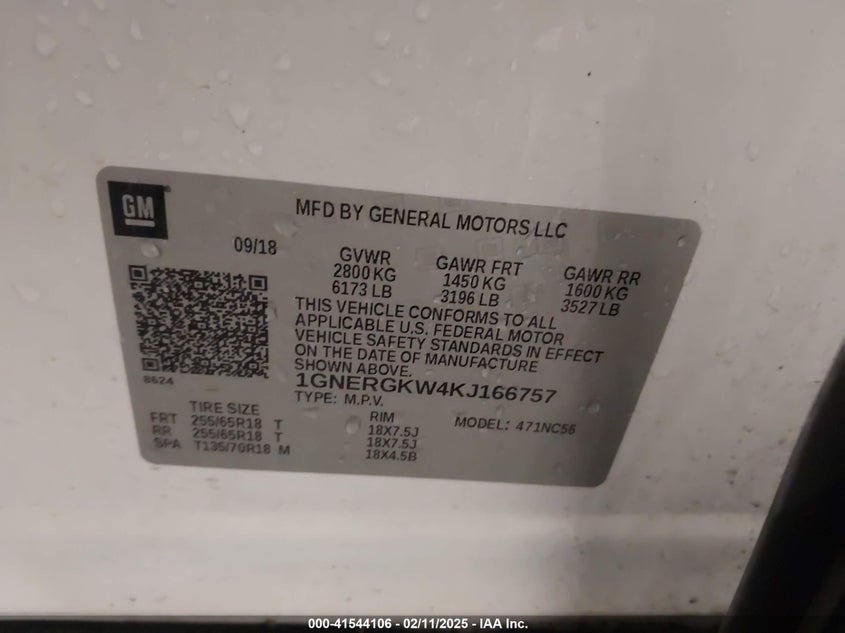 GM
MFD BY GENERAL MOTORS LLC
09/18
GVWR
2800 KG
6173 LB
GAWR FRT
1450 KG
3196 LB
GAWR RR
1600 KG
3527 LB
THIS VEHICLE CONFORMS TO ALL
APPLICABLE U.S. FEDERAL MOTOR
VEHICLE SAFETY STANDARDS IN EFFECT
ON THE DATE OF MANUFACTURE
SHOWN ABOVE.
8624
1GNERGKW4KJ166757
TYPE: M.P.V.
MODEL: 471NC56
TIRE SIZE RIM
FRT 255/65R18 T 18X7.5J
RR 255/65R18 T 18X7.5J
SPA T135/70R18 M 18X4.5B
000-41544106 — 02/11/2025 - IAA Inc.